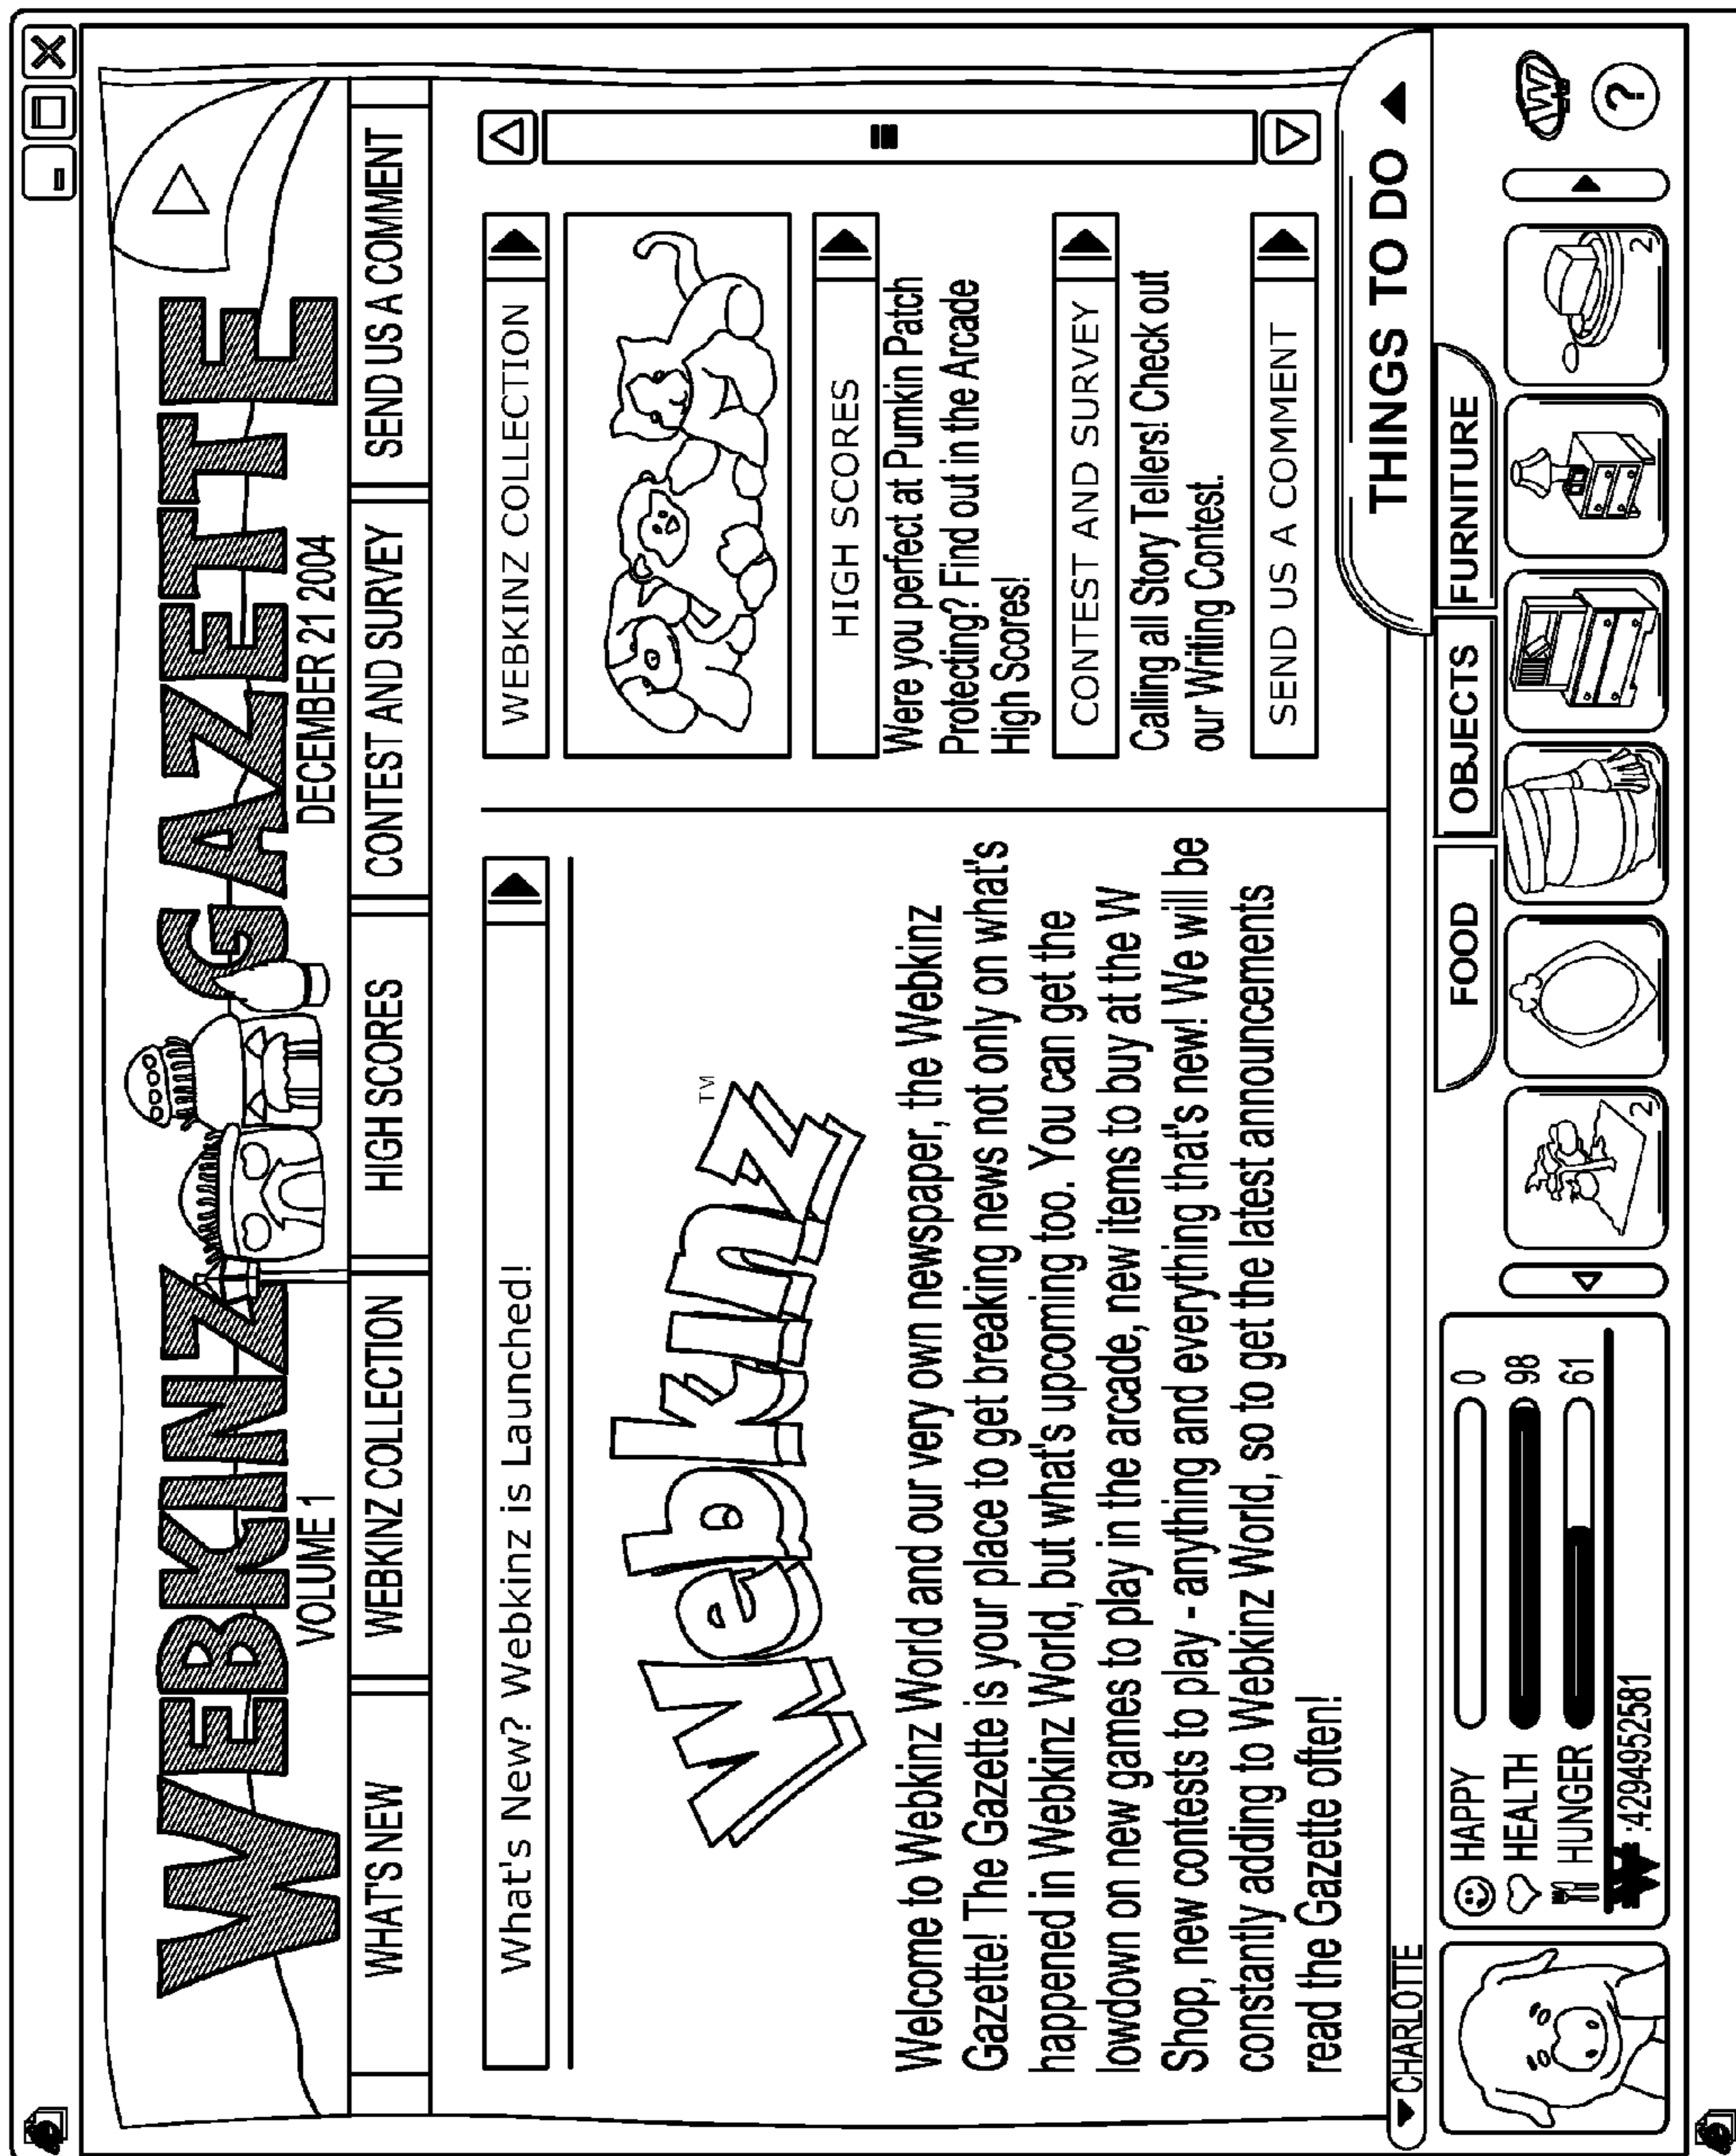 WEBKINZ GAZETTE
VOLUME 1
DECEMBER 21 2004
WHAT'S NEW
WEBKINZ COLLECTION
HIGH SCORES
CONTEST AND SURVEY
SEND US A COMMENT
What's New? Webkinz is Launched!
Webkinz TM
Welcome to Webkinz World and our very own newspaper, the Webkinz
Gazette! The Gazette is your place to get breaking news not only on what's
happened in Webkinz World, but what's upcoming too. You can get the
lowdown on new games to play in the arcade, new items to buy at the W
Shop, new contests to play - anything and everything that's new! We will be
constantly adding to Webkinz World, so to get the latest announcements
read the Gazette often!
WEBKINZ COLLECTION
HIGH SCORES
Were you perfect at Pumkin Patch
Protecting? Find out in the Arcade
High Scores!
CONTEST AND SURVEY
Calling all Story Tellers! Check out
our Writing Contest.
SEND US A COMMENT
CHARLOTTE
THINGS TO DO
HAPPY 0
HEALTH 98
HUNGER 61
:4294952581
FOOD
OBJECTS
FURNITURE
2
2
W
?